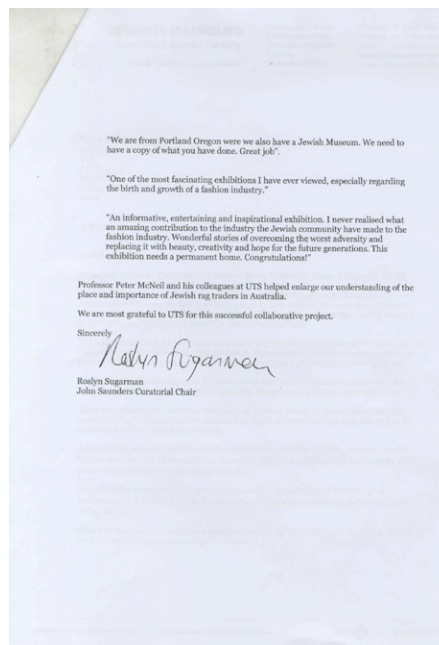 "We are from Portland Oregon were we also have a Jewish Museum. We need to
have a copy of what you have done. Great job".
"One of the most fascinating exhibitions I have ever viewed, especially regarding
the birth and growth of a fashion industry."
"An informative, entertaining and inspirational exhibition. I never realised what
an amazing contribution to the industry the Jewish community have made to the
fashion industry. Wonderful stories of overcoming the worst adversity and
replacing it with beauty, creativity and hope for the future generations. This
exhibition needs a permanent home. Congratulations!"
Professor Peter McNeil and his colleagues at UTS helped enlarge our understanding of the
place and importance of Jewish rag traders in Australia.
We are most grateful to UTS for this successful collaborative project.
Sincerely
Roslyn Sugarman
Roslyn Sugarman
John Saunders Curatorial Chair